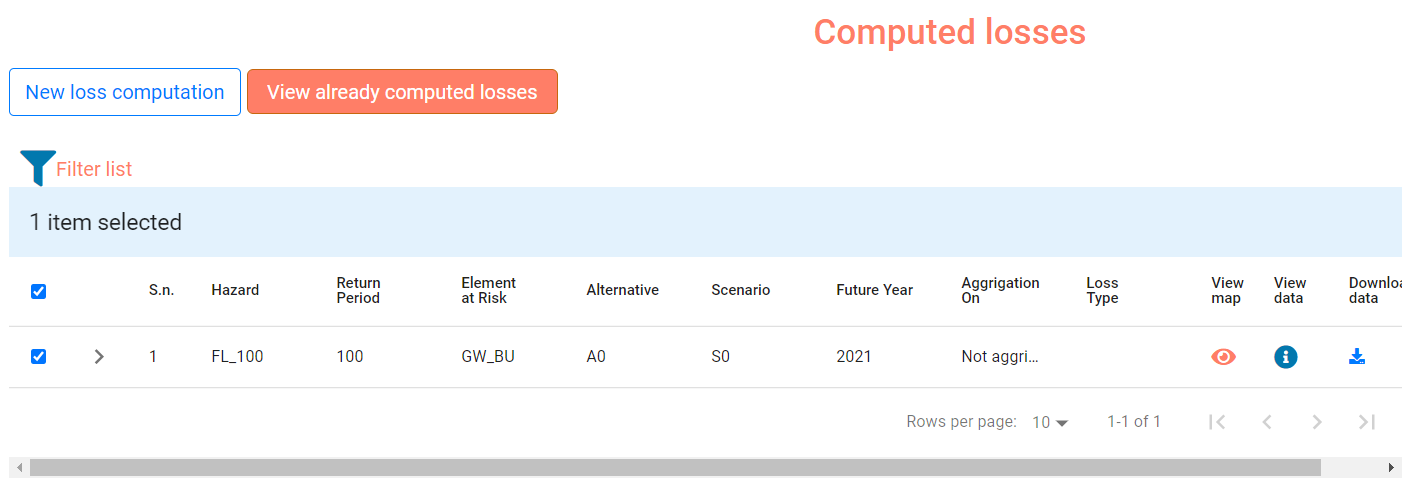 Computed losses
New loss computation View already computed losses
Filter list
1 item selected
S.n. Hazard Return Period Element at Risk Alternative Scenario Future Year Aggrigation On Loss Type View map View data Downloa data
1 FL_100 100 GW_BU A0 S0 2021 Not aggri...
Rows per page: 10 1-1 of 1